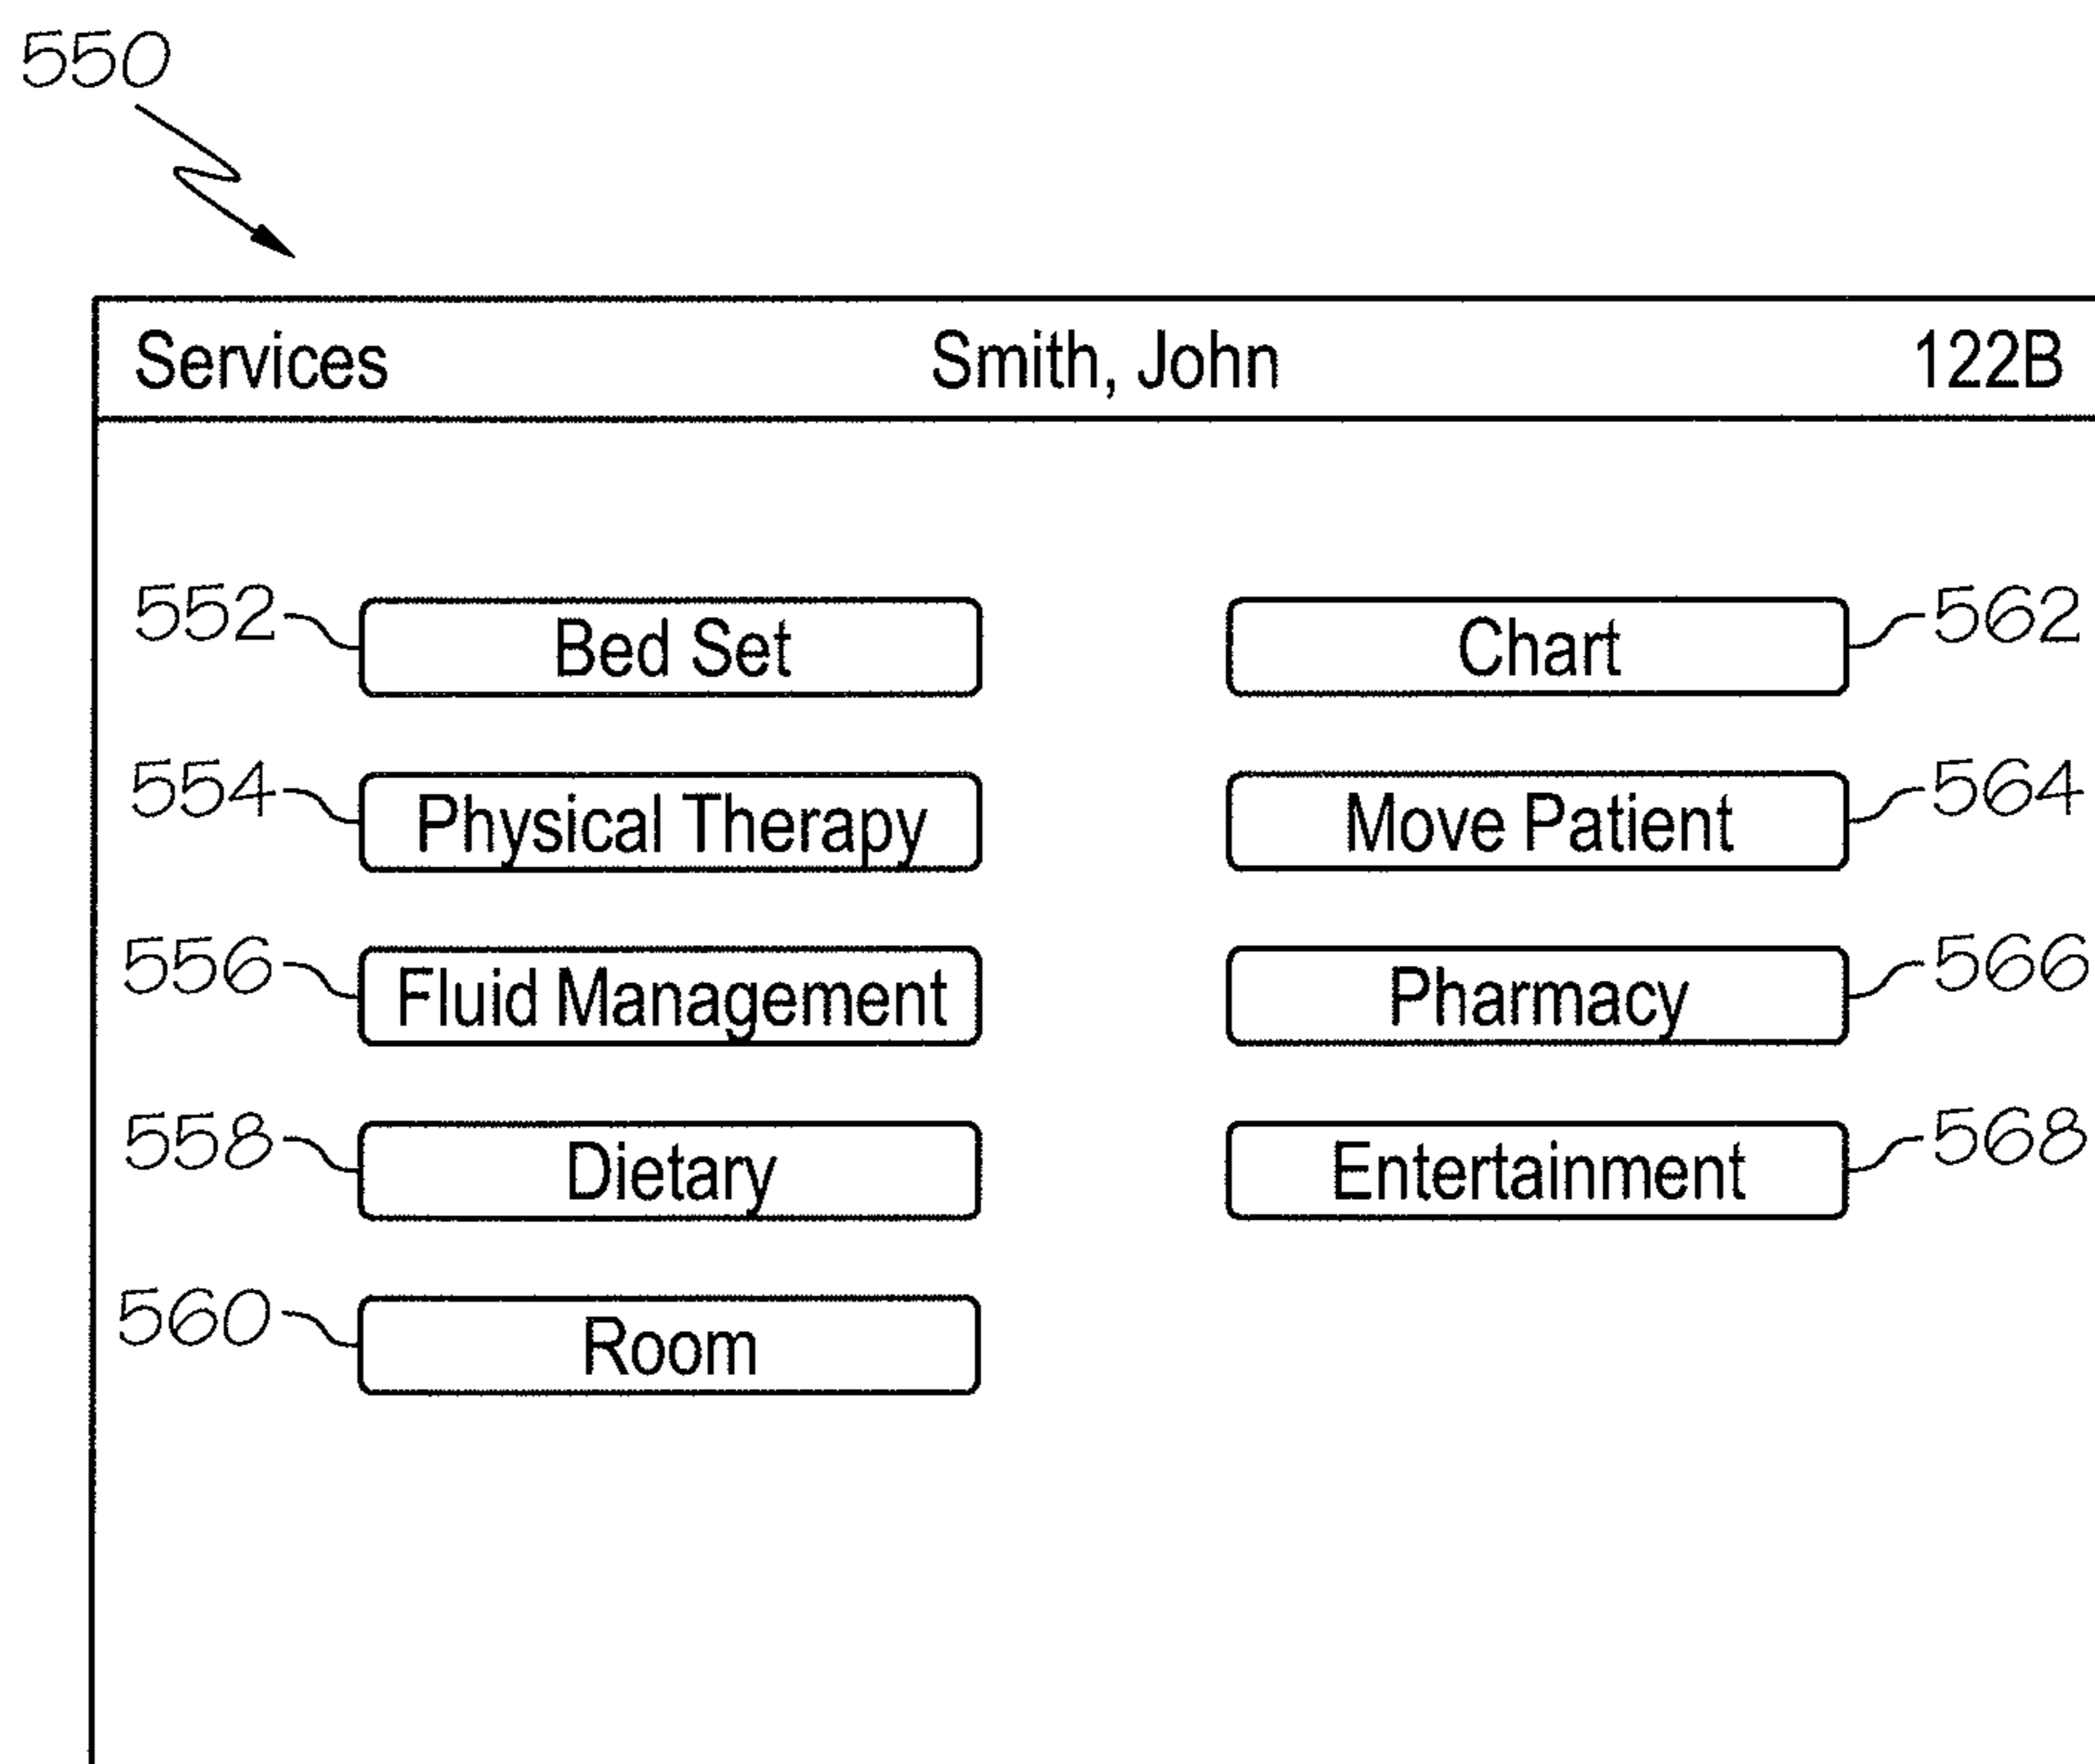 550
Services Smith, John 122B
552 Bed Set Chart 562
554 Physical Therapy Move Patient 564
556 Fluid Management Pharmacy 566
558 Dietary Entertainment 568
560 Room